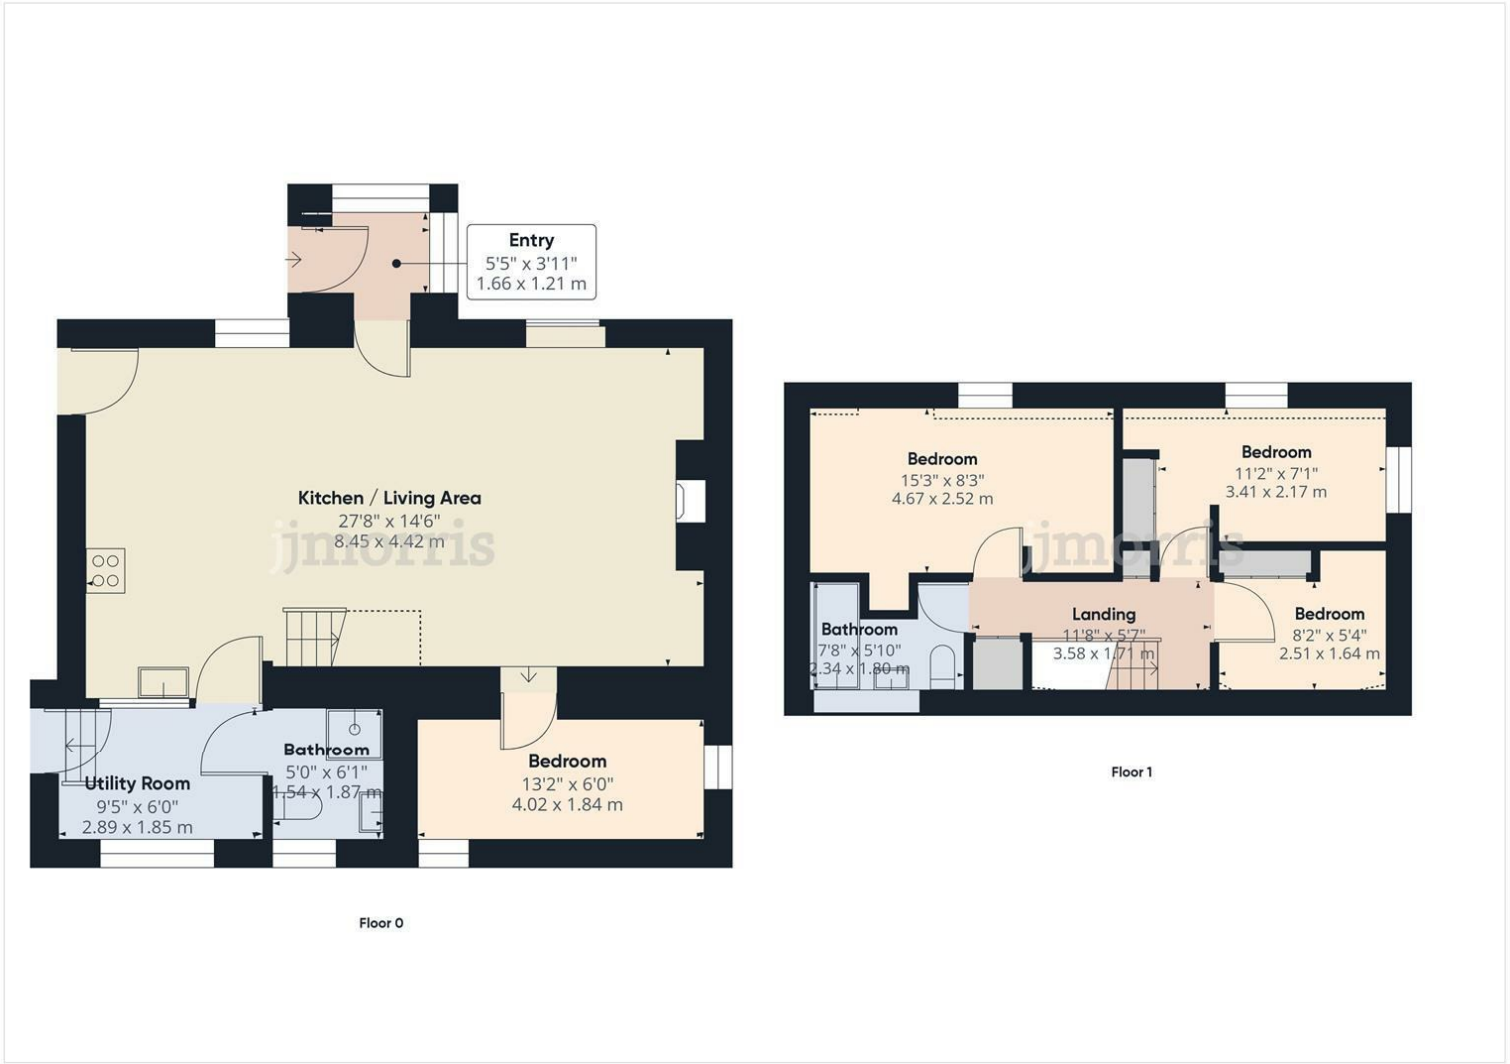 Entry
5'5" x 3'11"
1.66 x 1.21 m
Kitchen / Living Area
27'8" x 14'6"
8.45 x 4.42 m
jjmorris
Utility Room
9'5" x 6'0"
2.89 x 1.85 m
Bathroom
5'0" x 6'1"
1.54 x 1.87 m
Bedroom
13'2" x 6'0"
4.02 x 1.84 m
Floor 0
Bedroom
15'3" x 8'3"
4.67 x 2.52 m
Bedroom
11'2" x 7'1"
3.41 x 2.17 m
jjmorris
Bathroom
7'8" x 5'10"
2.34 x 1.80 m
Landing
11'8" x 5'7"
3.58 x 1.71 m
Bedroom
8'2" x 5'4"
2.51 x 1.64 m
Floor 1